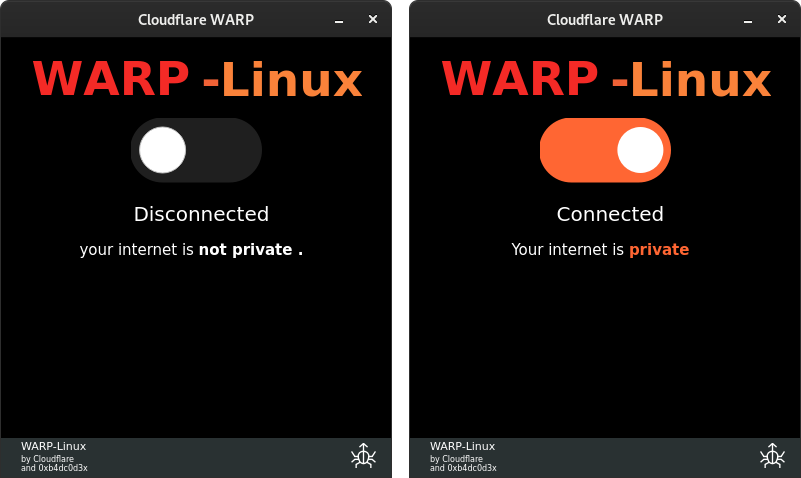 Cloudflare WARP
WARP -Linux
Disconnected
your internet is not private .
WARP-Linux
by Cloudflare
and 0xb4dc0d3x
Cloudflare WARP
WARP -Linux
Connected
Your internet is private
WARP-Linux
by Cloudflare
and 0xb4dc0d3x